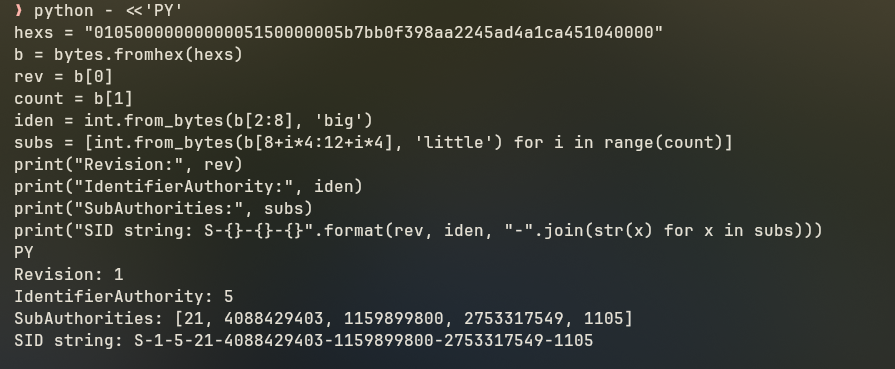 ❯ python - <<'PY'
hexs = "0105000000000005150000005b7bb0f398aa2245ad4a1ca451040000"
b = bytes.fromhex(hexs)
rev = b[0]
count = b[1]
iden = int.from_bytes(b[2:8], 'big')
subs = [int.from_bytes(b[8+i*4:12+i*4], 'little') for i in range(count)]
print("Revision:", rev)
print("IdentifierAuthority:", iden)
print("SubAuthorities:", subs)
print("SID string: S-{}-{}-{}".format(rev, iden, "-".join(str(x) for x in subs)))
PY
Revision: 1
IdentifierAuthority: 5
SubAuthorities: [21, 4088429403, 1159899800, 2753317549, 1105]
SID string: S-1-5-21-4088429403-1159899800-2753317549-1105